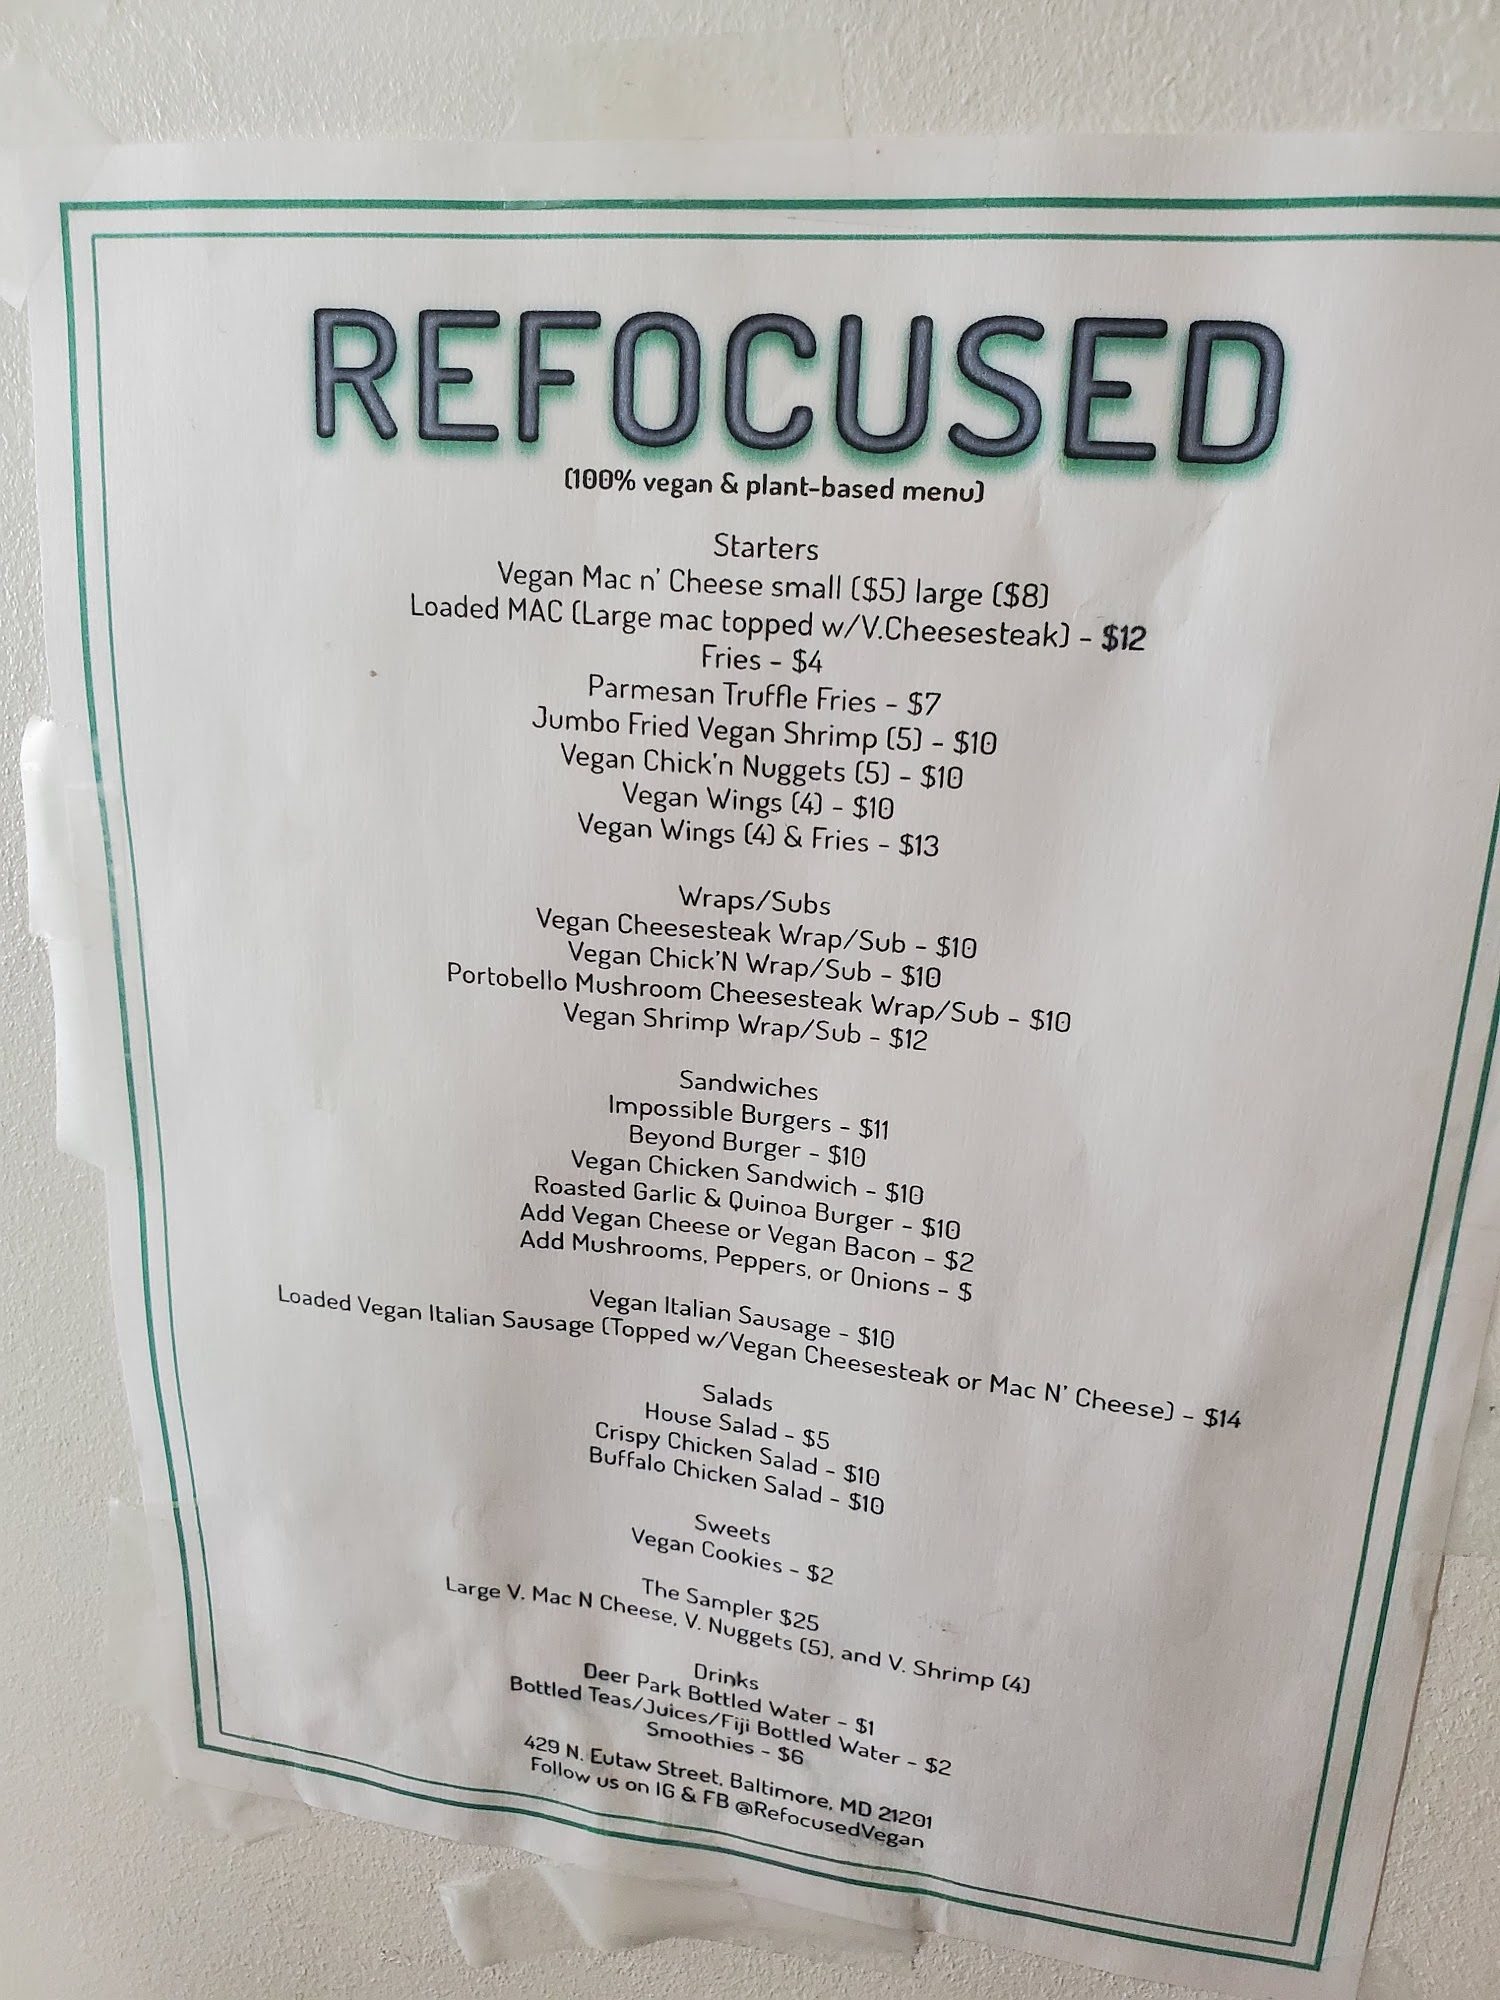 REFOCUSED
(100% vegan & plant-based menu)
Starters
Vegan Mac n' Cheese small ($5) large ($8)
Loaded MAC (Large mac topped w/V.Cheesesteak) - $12
Fries - $4
Parmesan Truffle Fries - $7
Jumbo Fried Vegan Shrimp (5) - $10
Vegan Chick'n Nuggets (5) - $10
Vegan Wings (4) - $10
Vegan Wings (4) & Fries - $13
Wraps/Subs
Vegan Cheesesteak Wrap/Sub - $10
Vegan Chick'N Wrap/Sub - $10
Portobello Mushroom Cheesesteak Wrap/Sub - $10
Vegan Shrimp Wrap/Sub - $12
Sandwiches
Impossible Burgers - $11
Beyond Burger - $10
Vegan Chicken Sandwich - $10
Roasted Garlic & Quinoa Burger - $10
Add Vegan Cheese or Vegan Bacon - $2
Add Mushrooms, Peppers, or Onions - $
Vegan Italian Sausage - $10
Loaded Vegan Italian Sausage (Topped w/Vegan Cheesesteak or Mac N' Cheese) - $14
Salads
House Salad - $5
Crispy Chicken Salad - $10
Buffalo Chicken Salad - $10
Sweets
Vegan Cookies - $2
The Sampler $25
Large V. Mac N Cheese, V. Nuggets (5), and V. Shrimp (4)
Drinks
Deer Park Bottled Water - $1
Bottled Teas/Juices/Fiji Bottled Water - $2
Smoothies - $6
429 N. Eutaw Street, Baltimore, MD 21201
Follow us on IG & FB @RefocusedVegan